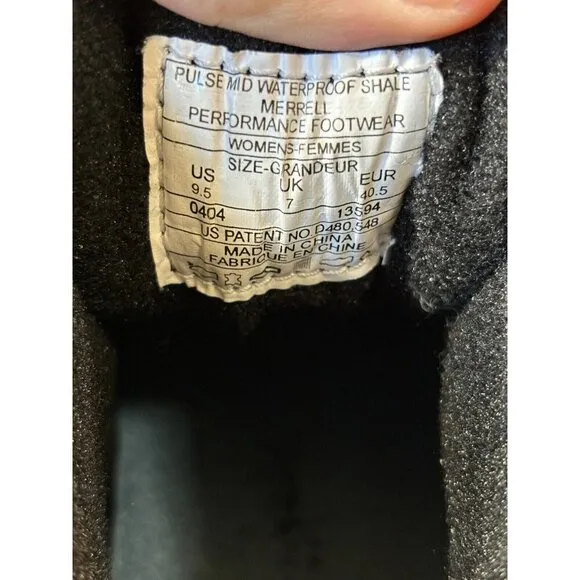 PULSE MID WATERPROOF SHALE
MERRELL
PERFORMANCE FOOTWEAR
WOMENS-FEMMES
SIZE-GRANDEUR
US UK EUR
9.5 7 40.5
0404 13594
US PATENT NO D480,548
MADE IN CHINA
FABRIQUE EN CHINE